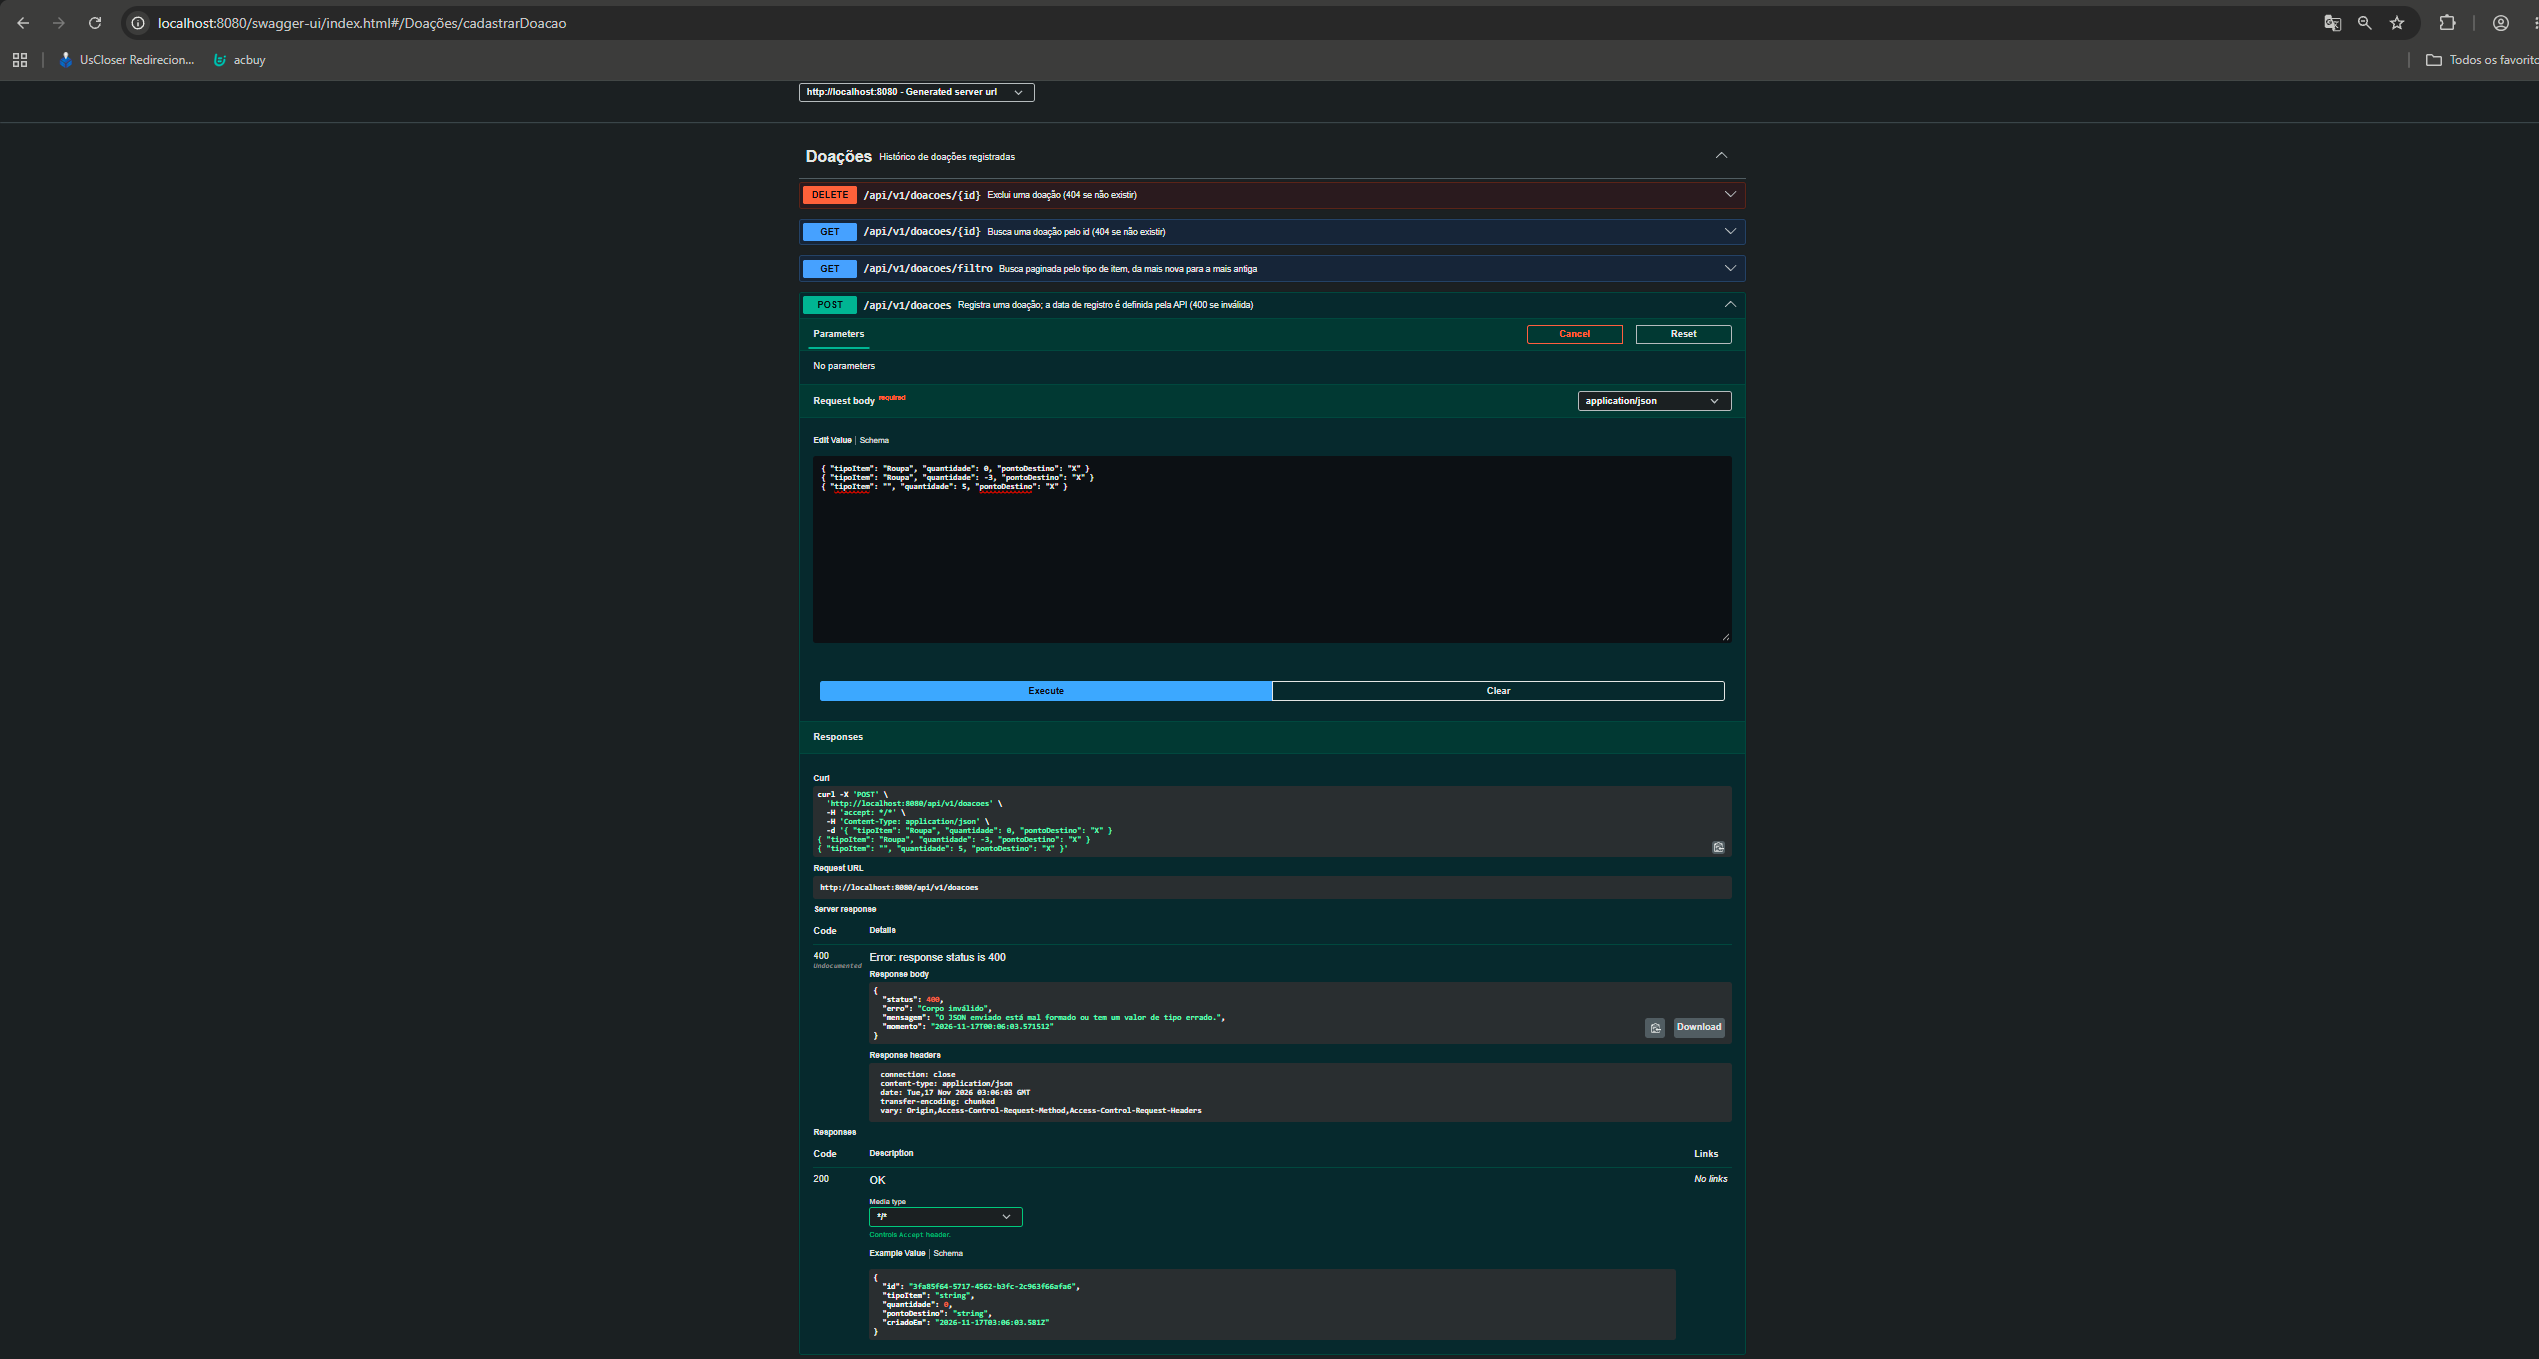 localhost:8080/swagger-ui/index.html#/Doações/cadastrarDoacao
UsCloser Redirecion...
acbuy
Todos os favorito
http://localhost:8080 - Generated server url
Doações Histórico de doações registradas
DELETE /api/v1/doacoes/{id} Exclui uma doação (404 se não existir)
GET /api/v1/doacoes/{id} Busca uma doação pelo id (404 se não existir)
GET /api/v1/doacoes/filtro Busca paginada pelo tipo de item, da mais nova para a mais antiga
POST /api/v1/doacoes Registra uma doação; a data de registro é definida pela API (400 se inválida)
Parameters
Cancel
Reset
No parameters
Request body required
application/json
Edit Value | Schema
{ "tipoItem": "Roupa", "quantidade": 0, "pontoDestino": "X" }
{ "tipoItem": "Roupa", "quantidade": -3, "pontoDestino": "X" }
{ "tipoItem": "", "quantidade": 5, "pontoDestino": "X" }
Execute
Clear
Responses
Curl
curl -X 'POST' \
'http://localhost:8080/api/v1/doacoes' \
-H 'accept: */*' \
-H 'Content-Type: application/json' \
-d '{ "tipoItem": "Roupa", "quantidade": 0, "pontoDestino": "X" }
{ "tipoItem": "Roupa", "quantidade": -3, "pontoDestino": "X" }
{ "tipoItem": "", "quantidade": 5, "pontoDestino": "X" }'
Request URL
http://localhost:8080/api/v1/doacoes
Server response
Code Details
400 Error: response status is 400
Undocumented
Response body
{
"status": 400,
"erro": "Corpo inválido",
"mensagem": "O JSON enviado está mal formado ou tem um valor de tipo errado.",
"momento": "2026-11-17T00:06:03.571512"
}
Download
Response headers
connection: close
content-type: application/json
date: Tue,17 Nov 2026 03:06:03 GMT
transfer-encoding: chunked
vary: Origin,Access-Control-Request-Method,Access-Control-Request-Headers
Responses
Code Description Links
200 OK No links
Media type
*/*
Controls Accept header.
Example Value | Schema
{
"id": "3fa85f64-5717-4562-b3fc-2c963f66afa6",
"tipoItem": "string",
"quantidade": 0,
"pontoDestino": "string",
"criadoEm": "2026-11-17T03:06:03.581Z"
}